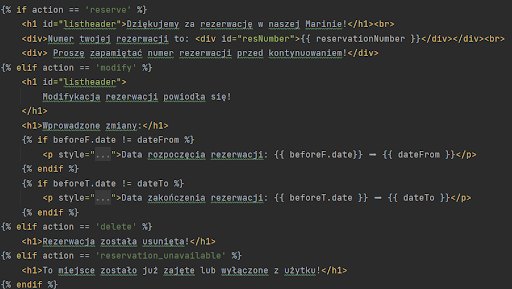 {% if action == 'reserve' %}
<h1 id="listheader">Dziękujemy za rezerwację w naszej Marinie!</h1><br>
<div>Numer twojej rezerwacji to: <div id="resNumber">{{ reservationNumber }}</div></div><br>
<div> Proszę zapamiętać numer rezerwacji przed kontynuowaniem!</div>
{% elif action == 'modify' %}
<h1 id="listheader">
Modyfikacja rezerwacji powiodła się!
</h1>
<h1>Wprowadzone zmiany:</h1>
{% if beforeF.date != dateFrom %}
<p style="...">Data rozpoczęcia rezerwacji: {{ beforeF.date}} — {{ dateFrom }}</p>
{% endif %}
{% if beforeT.date != dateTo %}
<p style="...">Data zakończenia rezerwacji: {{ beforeT.date }} — {{ dateTo }}</p>
{% endif %}
{% elif action == 'delete' %}
<h1>Rezerwacja została usunięta!</h1>
{% elif action == 'reservation_unavailable' %}
<h1>To miejsce zostało już zajęte lub wyłączone z użytku!</h1>
{% endif %}